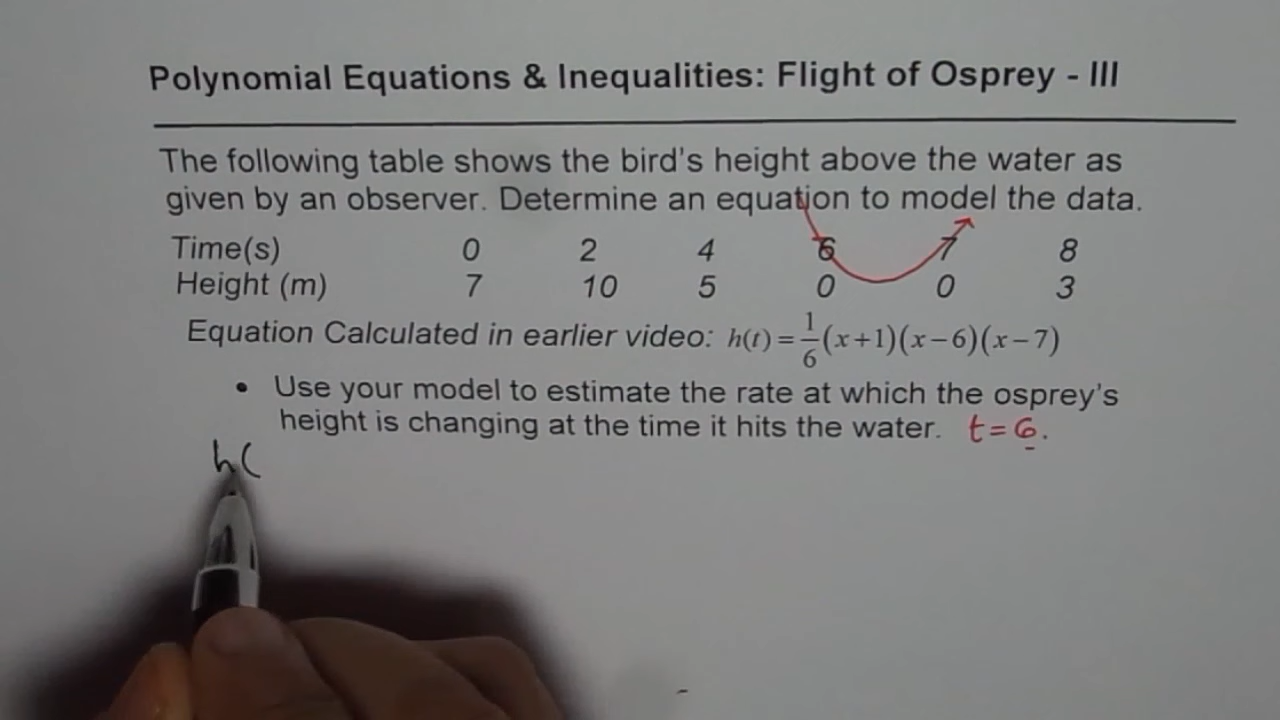 Polynomial Equations & Inequalities: Flight of Osprey - III
The following table shows the bird's height above the water as
given by an observer. Determine an equation to model the data.
Time(s) 0 2 4 6 7 8
Height (m) 7 10 5 0 0 3
Equation Calculated in earlier video: h(t) = 1/6 (x+1)(x−6)(x−7)
• Use your model to estimate the rate at which the osprey's
height is changing at the time it hits the water. t = 6.
h(